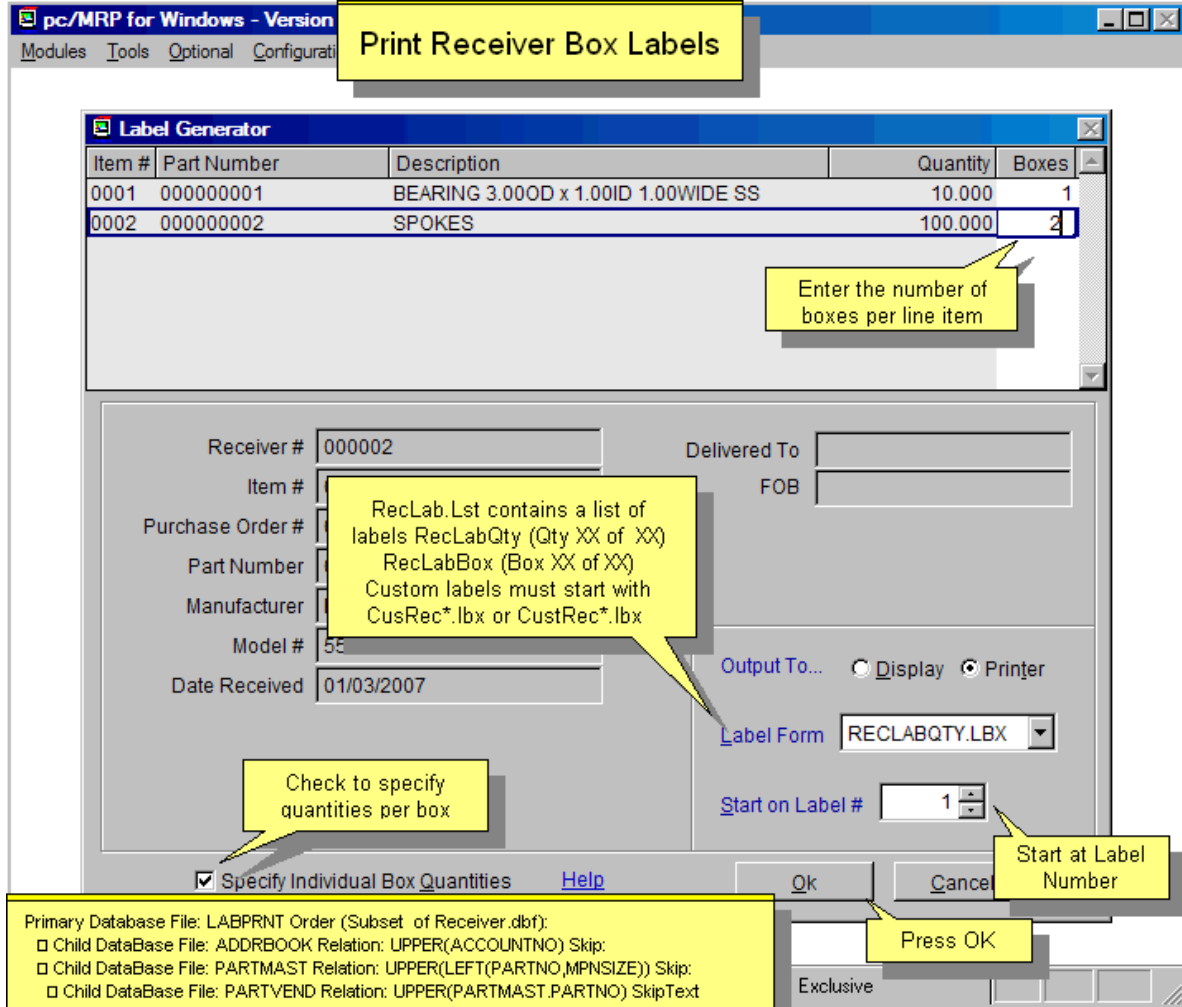 pc/MRP for Windows - Version
Print Receiver Box Labels
Modules Tools Optional
Label Generator
Item # Part Number Description Quantity Boxes
0001 000000001 BEARING 3.00OD x 1.00ID 1.00WIDE SS 10.000 1
0002 000000002 SPOKES 100.000 2
Enter the number of
boxes per line item
Receiver # 000002
Item #
Purchase Order #
Part Number
Manufacturer
Model # 55
Date Received 01/03/2007
Delivered To
FOB
RecLab.Lst contains a list of
labels RecLabQty (Qty XX of XX)
RecLabBox (Box XX of XX)
Custom labels must start with
CusRec*.lbx or CustRec*.lbx
Output To... Display Printer
Label Form RECLABQTY.LBX
Start on Label # 1
Check to specify
quantities per box
Start at Label
Number
Specify Individual Box Quantities Help Ok Cancel
Press OK
Primary Database File: LABPRNT Order (Subset of Receiver.dbf):
Child DataBase File: ADDRBOOK Relation: UPPER(ACCOUNTNO) Skip:
Child DataBase File: PARTMAST Relation: UPPER(LEFT(PARTNO,MPNSIZE)) Skip:
Child DataBase File: PARTVEND Relation: UPPER(PARTMAST.PARTNO) SkipText
Exclusive